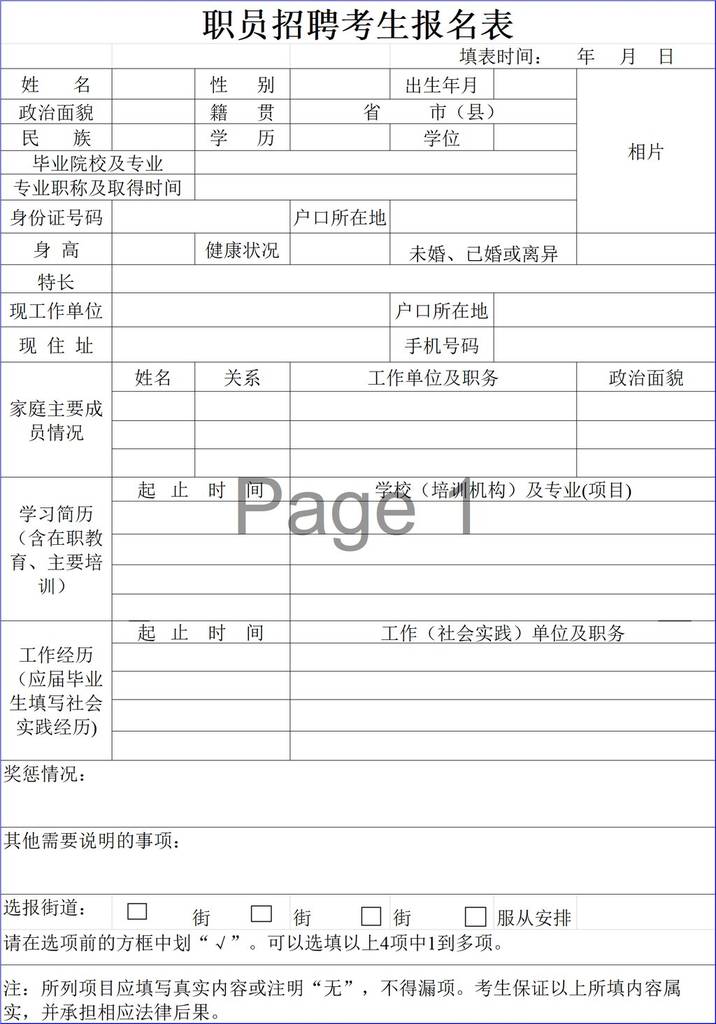 职员招聘考生报名表
填表时间： 年 月 日
姓 名 性 别 出生年月
政治面貌 籍 贯 省 市（县）
民 族 学 历 学位
相片
毕业院校及专业
专业职称及取得时间
身份证号码 户口所在地
身 高 健康状况 未婚、已婚或离异
特长
现工作单位 户口所在地
现 住 址 手机号码
家庭主要成
员情况
姓名 关系 工作单位及职务 政治面貌
学习简历
（含在职教
育、主要培
训）
起 止 时 间 学校（培训机构）及专业(项目)
Page 1
工作经历
（应届毕业
生填写社会
实践经历)
起 止 时 间 工作（社会实践）单位及职务
奖惩情况：
其他需要说明的事项：
选报街道： □ 街 □ 街 □ 街 □ 服从安排
请在选项前的方框中划“√”。可以选填以上4项中1到多项。
注：所列项目应填写真实内容或注明“无”，不得漏项。考生保证以上所填内容属
实，并承担相应法律后果。